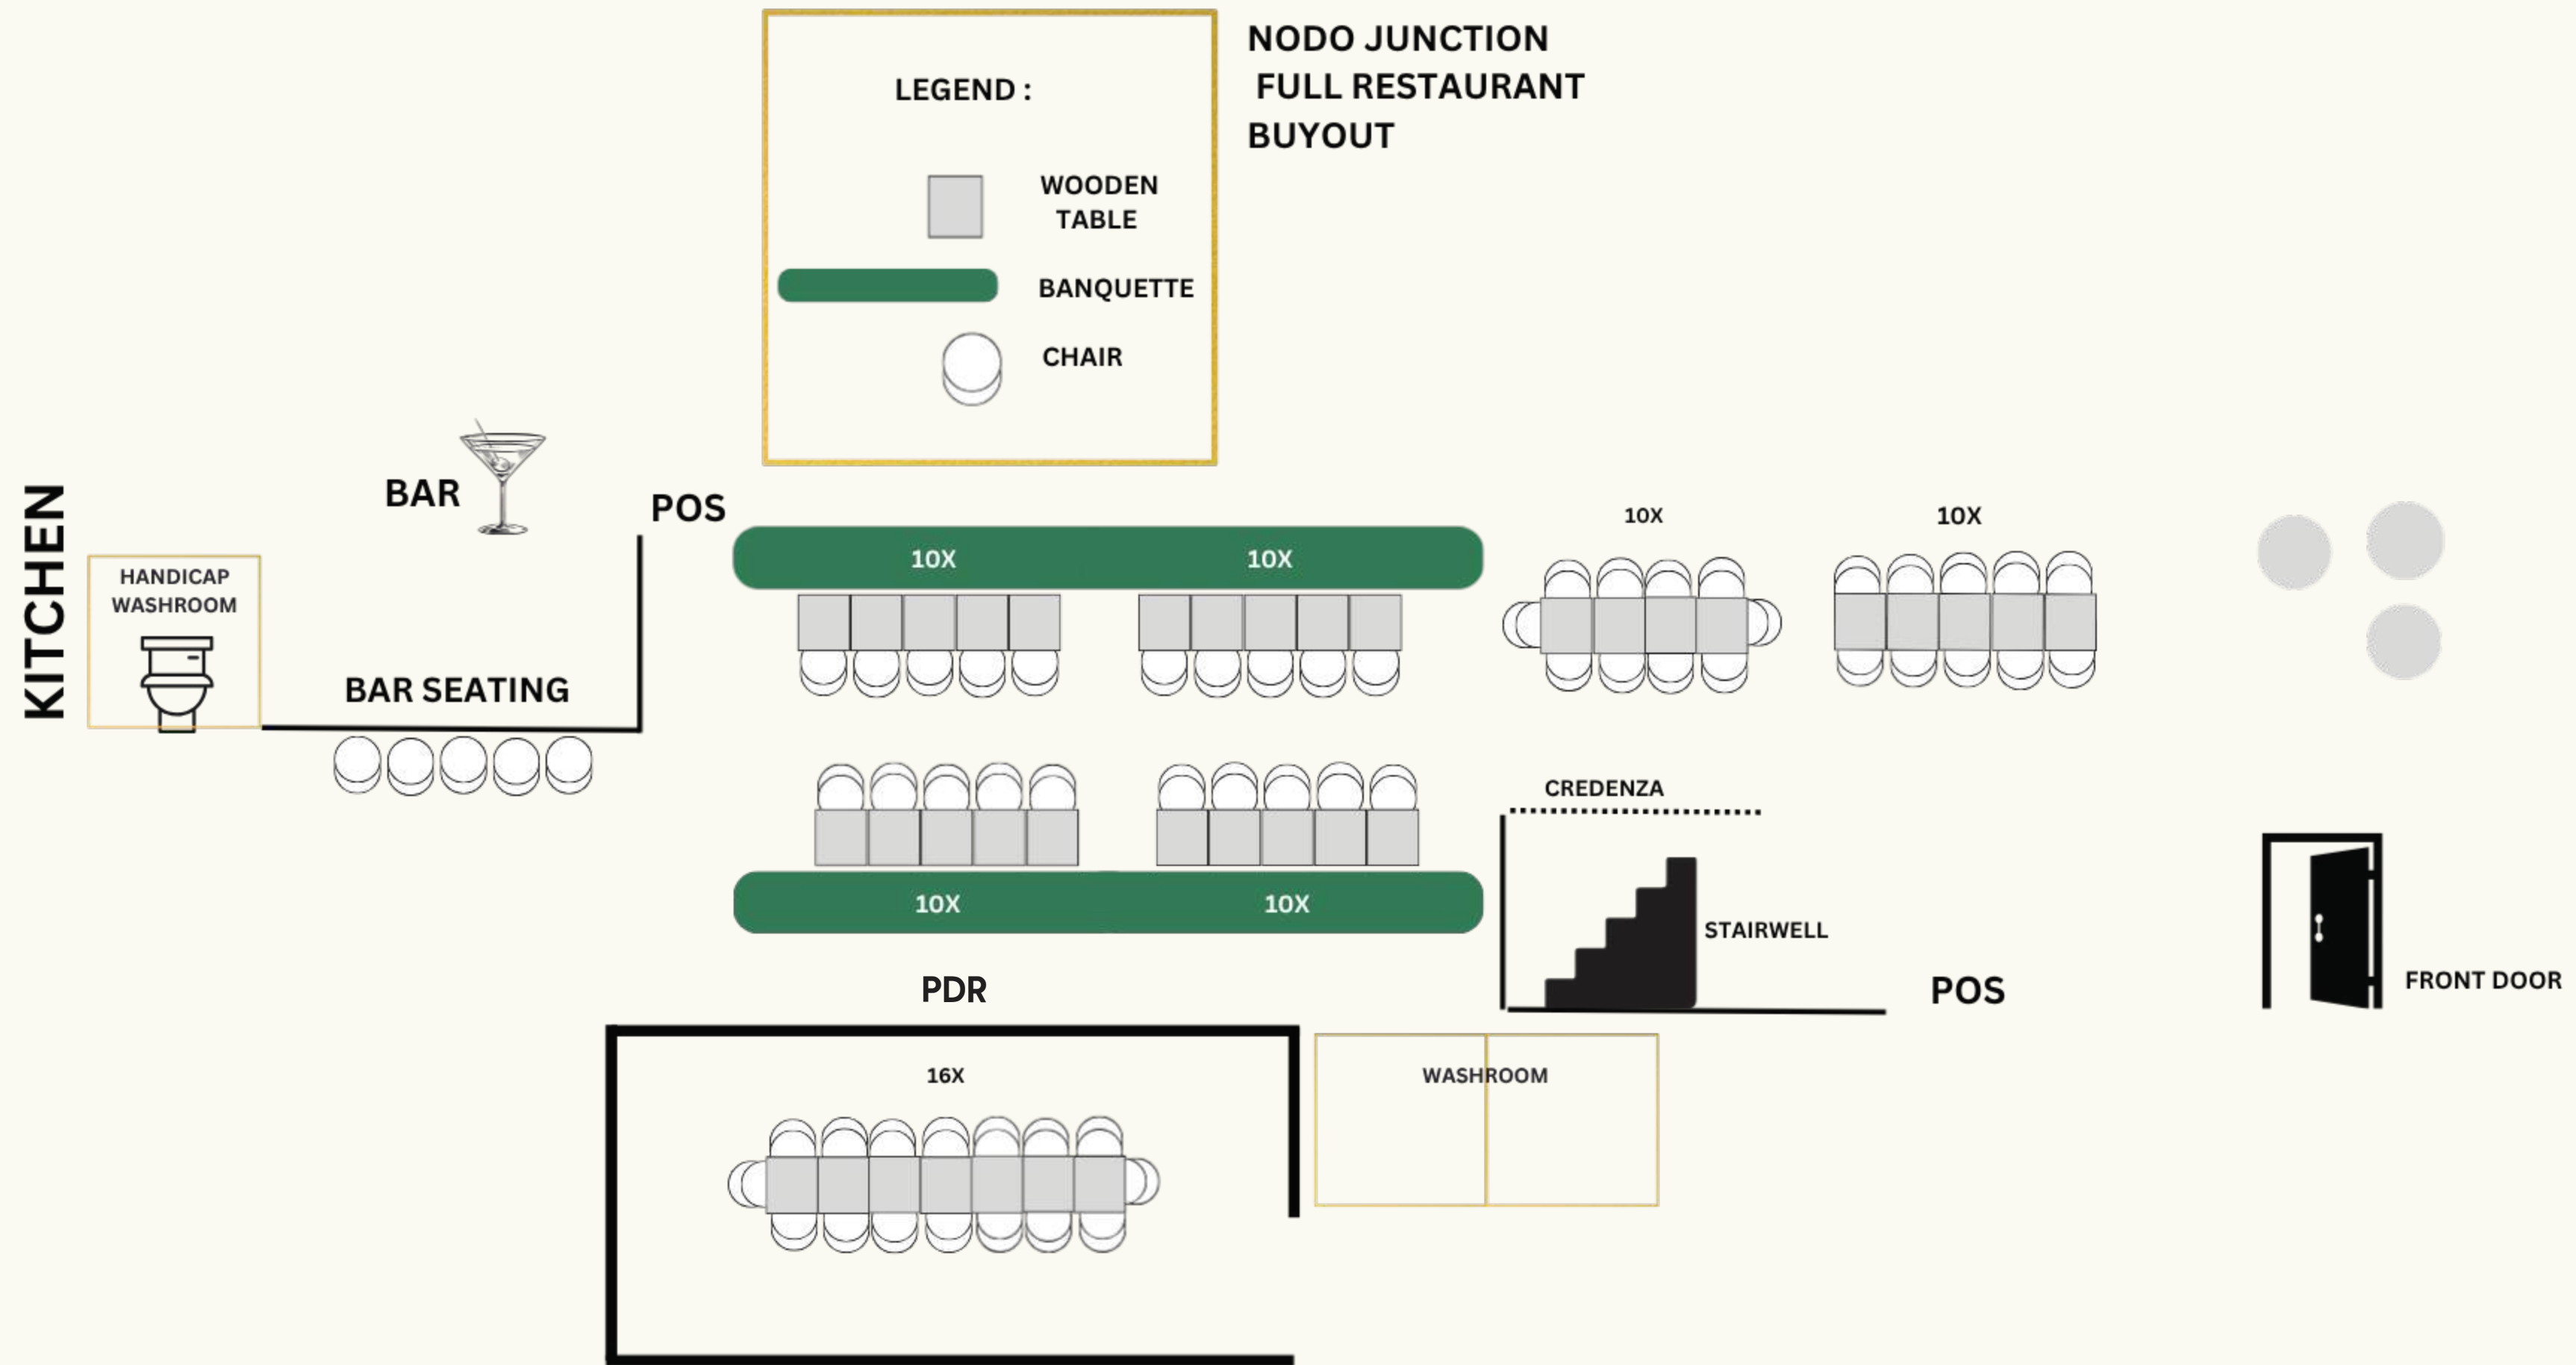 NODO JUNCTION
FULL RESTAURANT
BUYOUT
LEGEND :
WOODEN
TABLE
BANQUETTE
CHAIR
KITCHEN
HANDICAP
WASHROOM
BAR
BAR SEATING
POS
10X
10X
10X
10X
10X
10X
CREDENZA
STAIRWELL
POS
FRONT DOOR
PDR
16X
WASHROOM